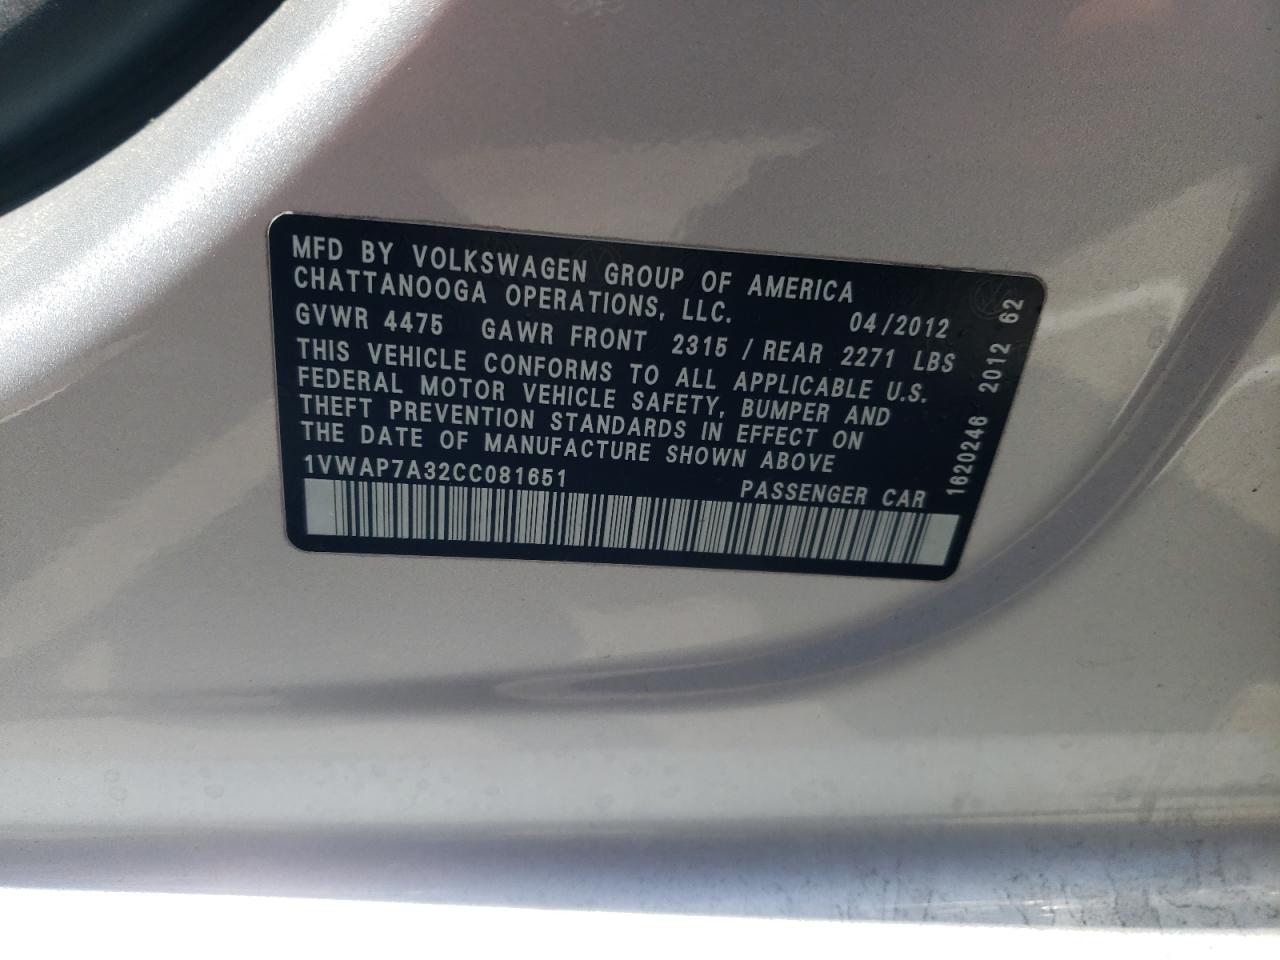 MFD BY VOLKSWAGEN GROUP OF AMERICA
CHATTANOOGA OPERATIONS, LLC. 04/2012
GVWR 4475 GAWR FRONT 2315 / REAR 2271 LBS
THIS VEHICLE CONFORMS TO ALL APPLICABLE U.S.
FEDERAL MOTOR VEHICLE SAFETY, BUMPER AND
THEFT PREVENTION STANDARDS IN EFFECT ON
THE DATE OF MANUFACTURE SHOWN ABOVE
1VWAP7A32CC081651 PASSENGER CAR
1620246 2012 62